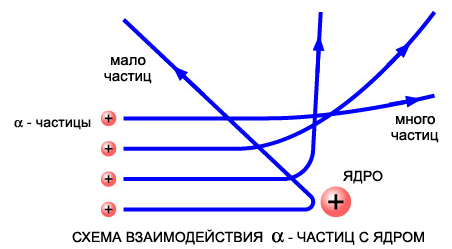 мало
частиц
α - частицы
много
частиц
ЯДРО
СХЕМА ВЗАИМОДЕЙСТВИЯ α - ЧАСТИЦ С ЯДРОМ